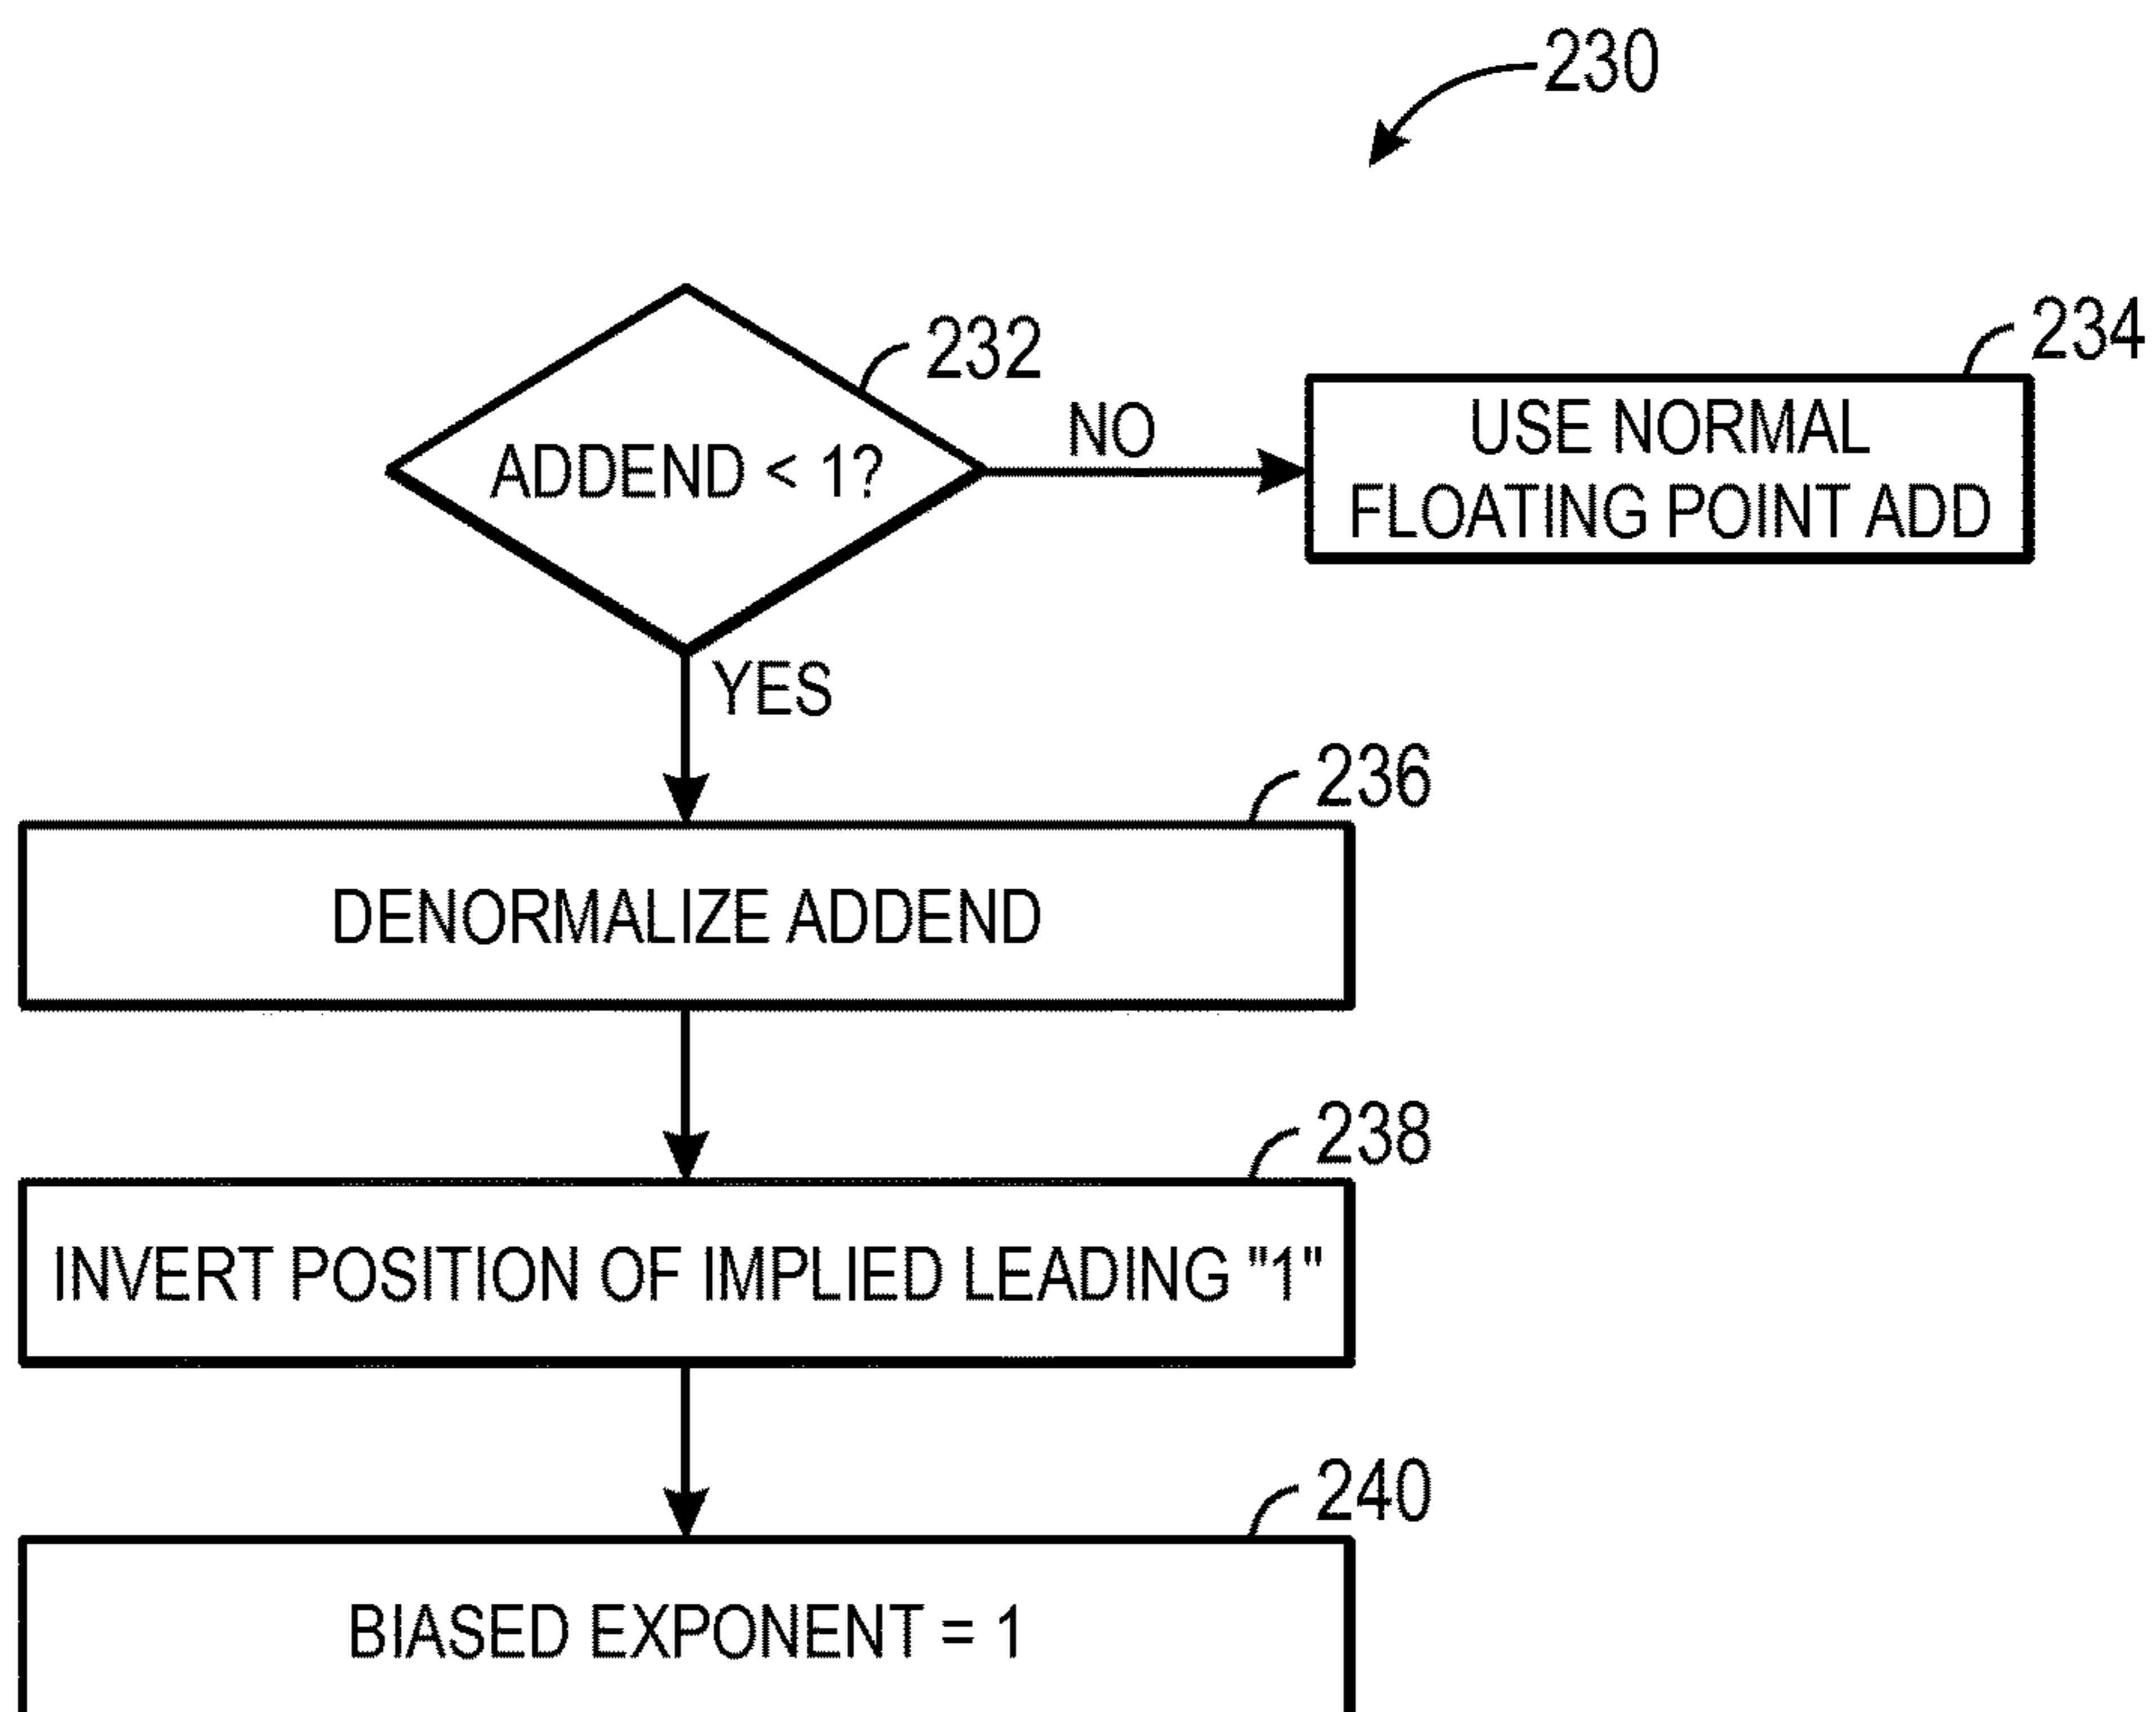 230
232
ADDEND < 1?
NO
234
USE NORMAL
FLOATING POINT ADD
YES
236
DENORMALIZE ADDEND
238
INVERT POSITION OF IMPLIED LEADING "1"
240
BIASED EXPONENT = 1